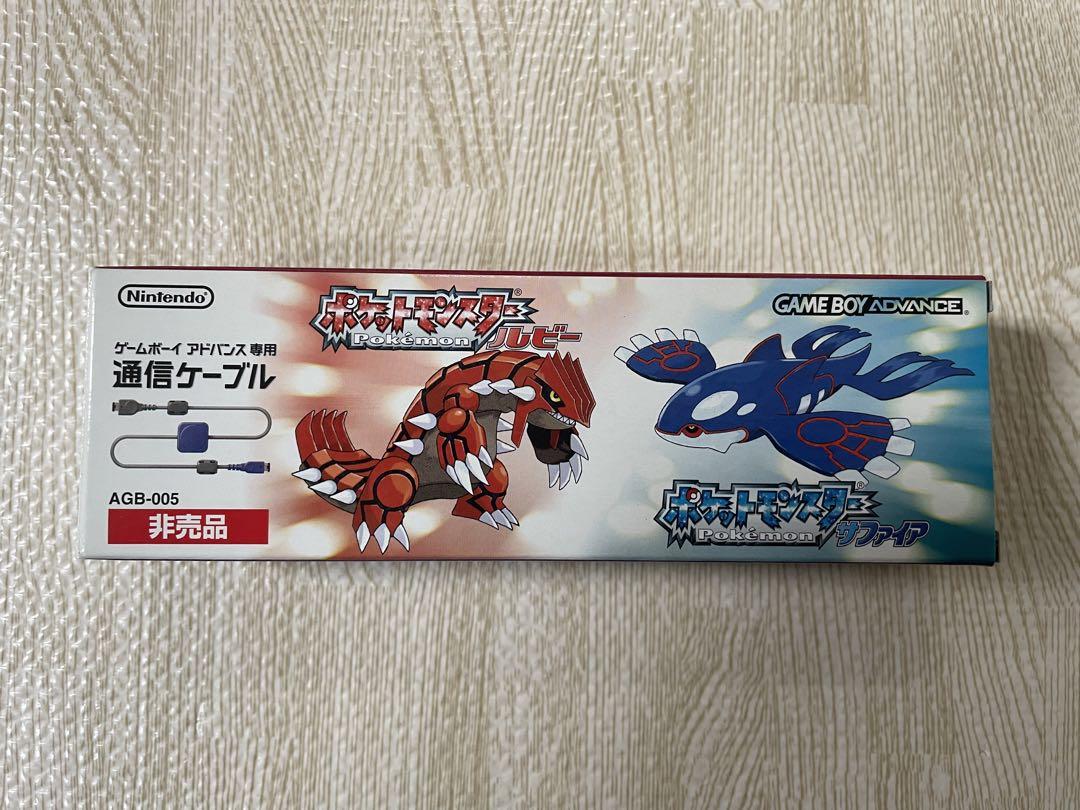 Nintendo®
ゲームボーイ アドバンス 専用
通信ケーブル
AGB-005
非売品
ポケットモンスター®
Pokémon
ルビー
GAME BOY ADVANCE®
ポケットモンスター®
Pokémon
サファイア